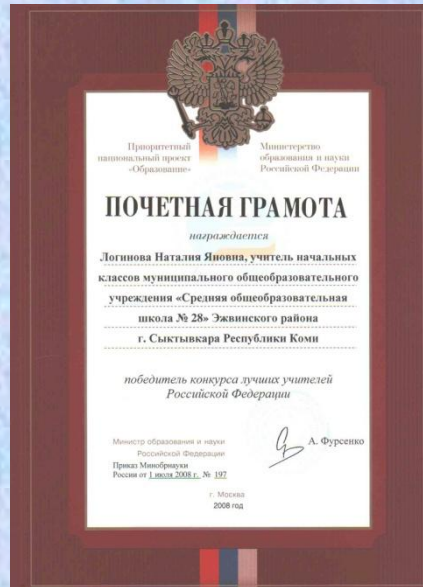 Приоритетный
национальный проект
«Образование»
Министерство
образования и науки
Российской Федерации
ПОЧЕТНАЯ ГРАМОТА
награждается
Логинова Наталия Яновна, учитель начальных
классов муниципального общеобразовательного
учреждения «Средняя общеобразовательная
школа № 28» Эжвинского района
г. Сыктывкара Республики Коми
победитель конкурса лучших учителей
Российской Федерации
Министр образования и науки
Российской Федерации
А. Фурсенко
Приказ Минобрнауки
России от 1 июля 2008 г. № 197
г. Москва
2008 год